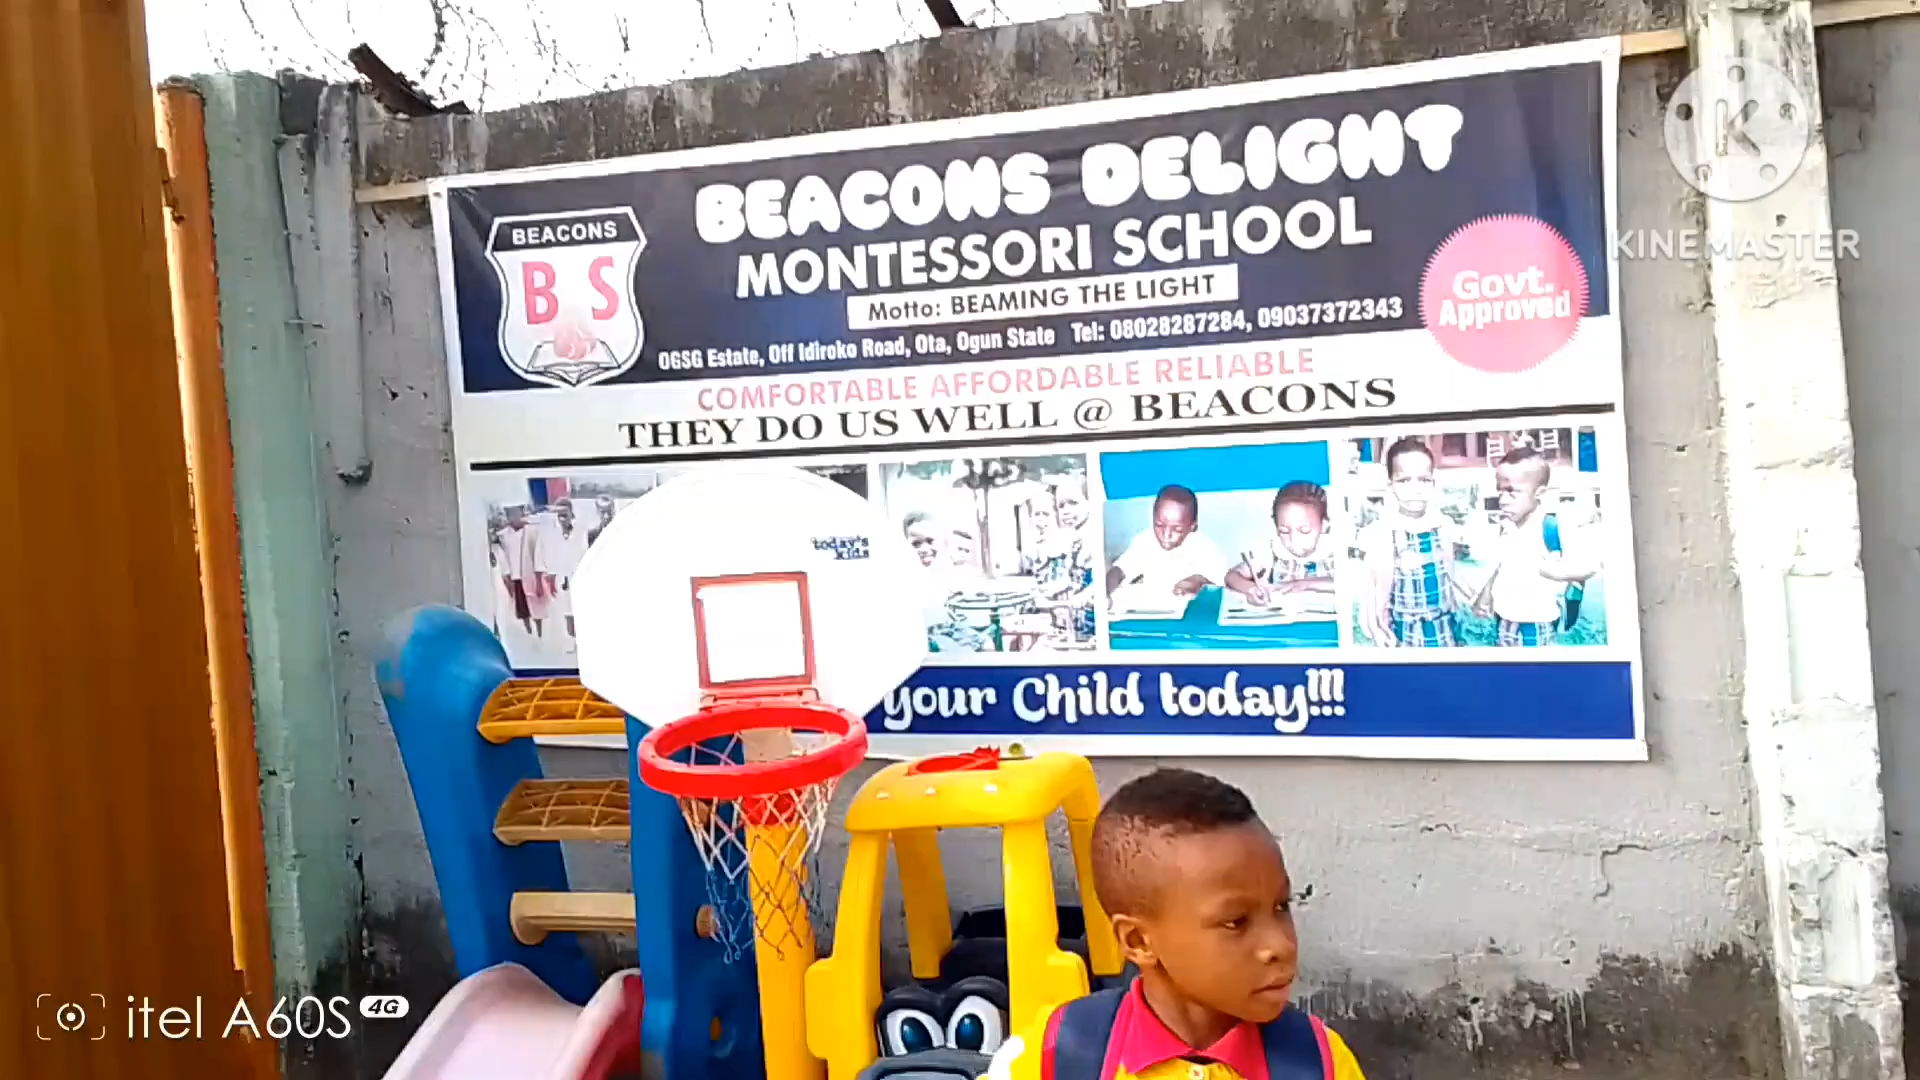 BEACONS DELIGHT
MONTESSORI SCHOOL
Motto: BEAMING THE LIGHT
OGSG Estate, Off Idiroko Road, Ota, Ogun State Tel: 08028287284, 09037372343
BEACONS
B S
Govt.
Approved
COMFORTABLE AFFORDABLE RELIABLE
THEY DO US WELL @ BEACONS
today's
kids
your Child today!!!
K
KINEMASTER
itel A60S 4G